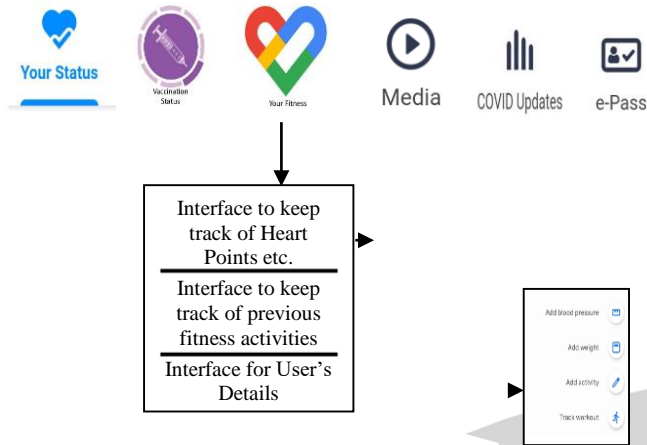 Your Status
Vaccination
Status
Your Fitness
Media
COVID Updates
e-Pass
Interface to keep
track of Heart
Points etc.
Interface to keep
track of previous
fitness activities
Interface for User's
Details
Add blood pressure
Add weight
Add activity
Track workout